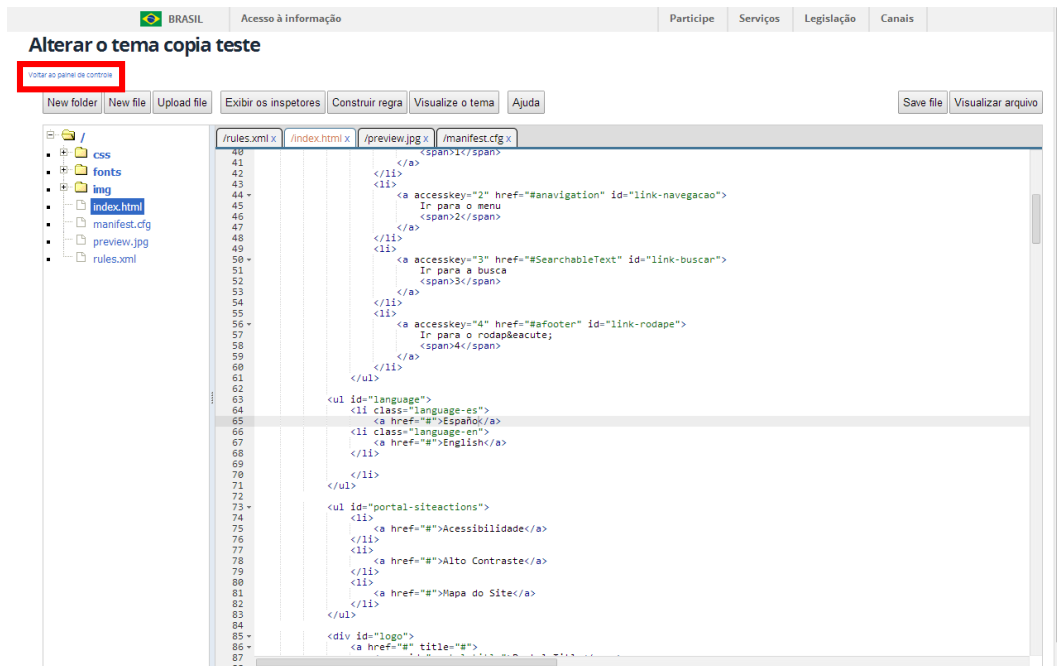 BRASIL Acesso à informação Participe Serviços Legislação Canais
Alterar o tema copia teste
Voltar ao painel de controle
New folder New file Upload file Exibir os inspetores Construir regra Visualize o tema Ajuda Save file Visualizar arquivo
/
css
fonts
img
index.html
manifest.cfg
preview.jpg
rules.xml
/rules.xml x /index.html x /preview.jpg x /manifest.cfg x
40 <span>1</span>
41 </a>
42 </li>
43 <li>
44 <a accesskey="2" href="#anavigation" id="link-navegacao">
45 Ir para o menu
46 <span>2</span>
47 </a>
48 </li>
49 <li>
50 <a accesskey="3" href="#SearchableText" id="link-buscar">
51 Ir para a busca
52 <span>3</span>
53 </a>
54 </li>
55 <li>
56 <a accesskey="4" href="#afooter" id="link-rodape">
57 Ir para o rodap&eacute;
58 <span>4</span>
59 </a>
60 </li>
61 </ul>
62
63 <ul id="language">
64 <li class="language-es">
65 <a href="#">Españo</a>
66 <li class="language-en">
67 <a href="#">English</a>
68 </li>
69
70 </li>
71 </ul>
72
73 <ul id="portal-siteactions">
74 <li>
75 <a href="#">Acessibilidade</a>
76 </li>
77 <li>
78 <a href="#">Alto Contraste</a>
79 </li>
80 <li>
81 <a href="#">Mapa do Site</a>
82 </li>
83 </ul>
84
85 <div id="logo">
86 <a href="#" title="#">
87